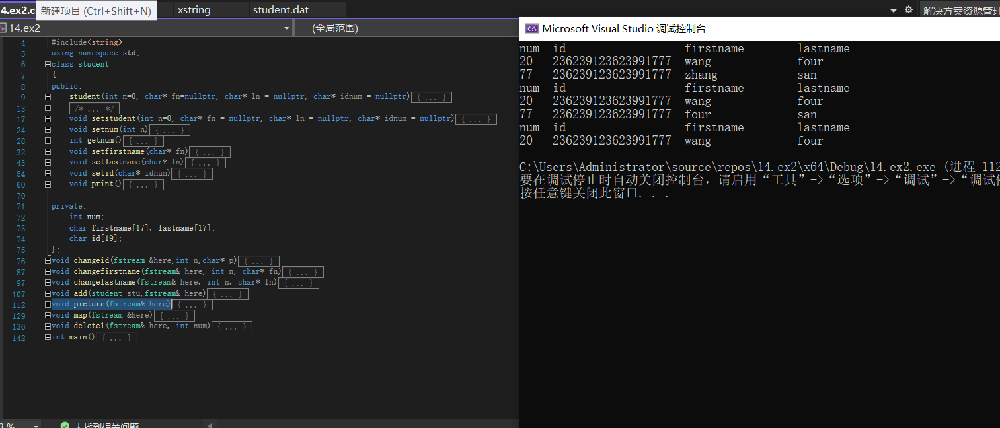 4.ex2.c 新建项目 (Ctrl+Shift+N) xstring student.dat 解决方案资源管理
14.ex2 (全局范围)
4 #include<string>
5 using namespace std;
6 class student
7 {
8 public:
9 student(int n=0, char* fn=nullptr, char* ln = nullptr, char* idnum = nullptr){ ... }
13 /* ... */
17 void setstudent(int n=0, char* fn = nullptr, char* ln = nullptr, char* idnum = nullptr){ ... }
24 void setnum(int n){ ... }
28 int getnum(){ ... }
32 void setfirstname(char* fn){ ... }
43 void setlastname(char* ln){ ... }
54 void setid(char* idnum){ ... }
60 void print(){ ... }
70
71 private:
72 int num;
73 char firstname[17], lastname[17];
74 char id[19];
75 };
76 void changeid(fstream &here,int n,char* p){ ... }
87 void changefirstname(fstream& here, int n, char* fn){ ... }
97 void changelastname(fstream& here, int n, char* ln){ ... }
107 void add(student stu,fstream& here){ ... }
112 void picture(fstream& here){ ... }
129 void map(fstream &here){ ... }
136 void delete1(fstream& here, int num){ ... }
142 int main(){ ... }
未找到相关问题
Microsoft Visual Studio 调试控制台
num id firstname lastname
20 236239123623991777 wang four
77 236239123623991777 zhang san
num id firstname lastname
20 236239123623991777 wang four
77 236239123623991777 four san
num id firstname lastname
20 236239123623991777 wang four
C:\Users\Administrator\source\repos\14.ex2\x64\Debug\14.ex2.exe (进程 112
要在调试停止时自动关闭控制台，请启用“工具”->“选项”->“调试”->“调试停
按任意键关闭此窗口. . .